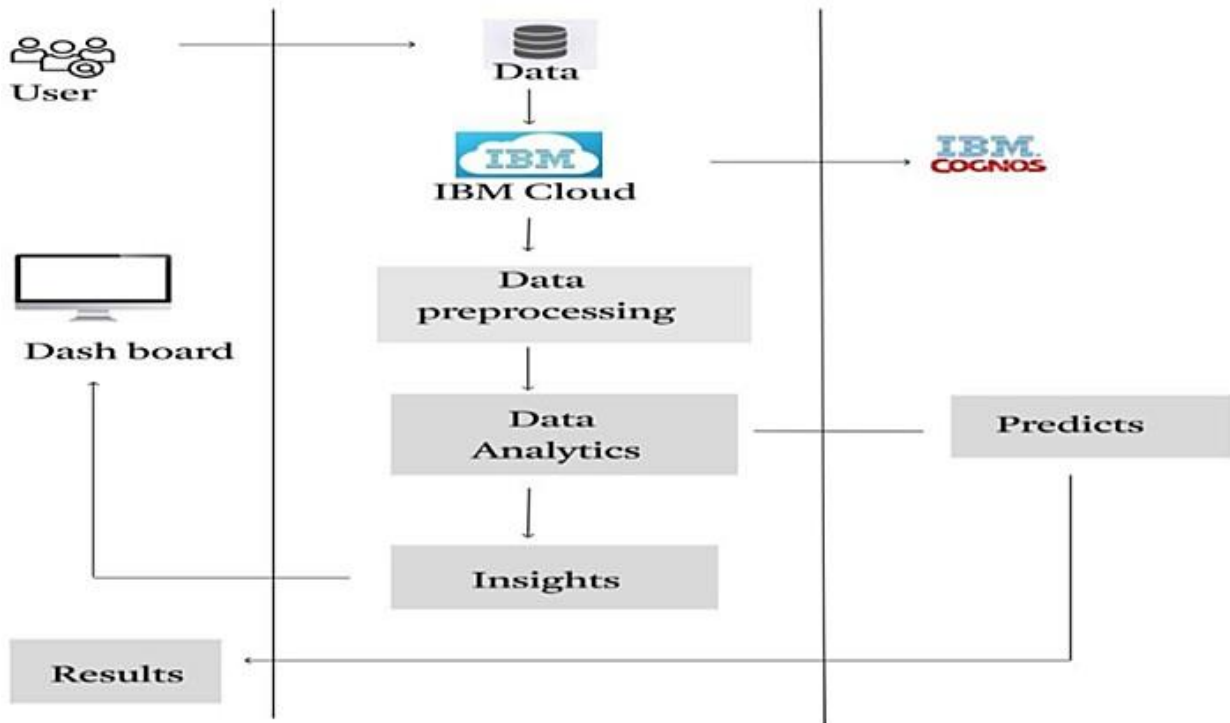 User
Data
IBM
IBM Cloud
IBM.
COGNOS
Data
preprocessing
Dash board
Data
Analytics
Predicts
Insights
Results